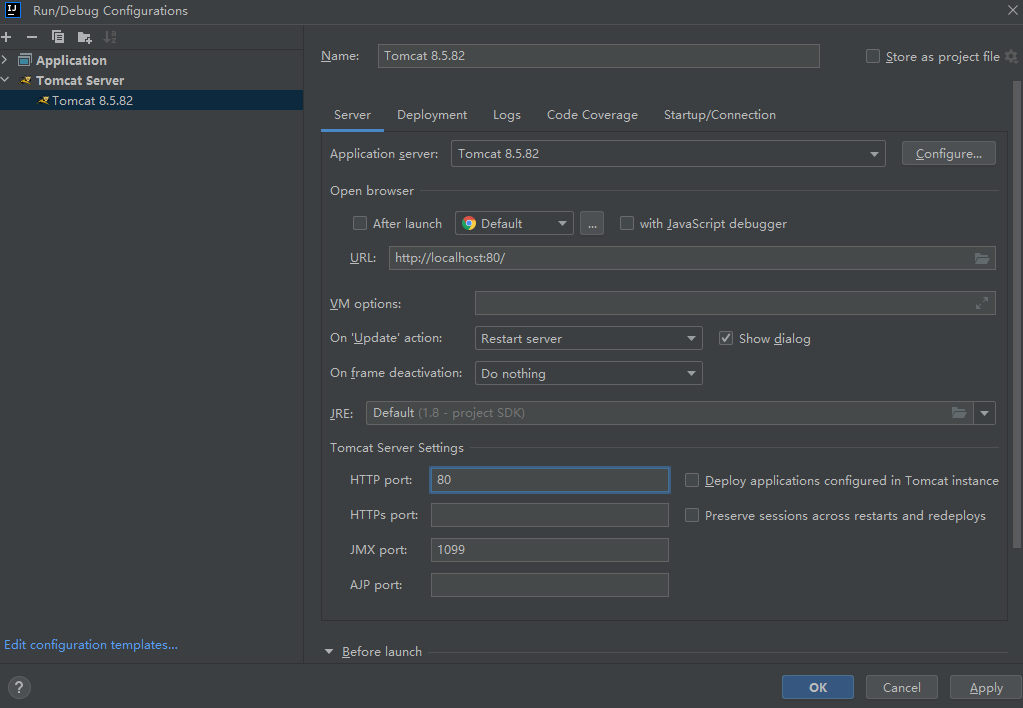 Run/Debug Configurations
Application
Tomcat Server
Tomcat 8.5.82
Edit configuration templates...
Name: Tomcat 8.5.82 Store as project file
Server Deployment Logs Code Coverage Startup/Connection
Application server: Tomcat 8.5.82 Configure...
Open browser
After launch Default ... with JavaScript debugger
URL: http://localhost:80/
VM options:
On 'Update' action: Restart server Show dialog
On frame deactivation: Do nothing
JRE: Default (1.8 - project SDK)
Tomcat Server Settings
HTTP port: 80 Deploy applications configured in Tomcat instance
HTTPs port: Preserve sessions across restarts and redeploys
JMX port: 1099
AJP port:
Before launch
? OK Cancel Apply